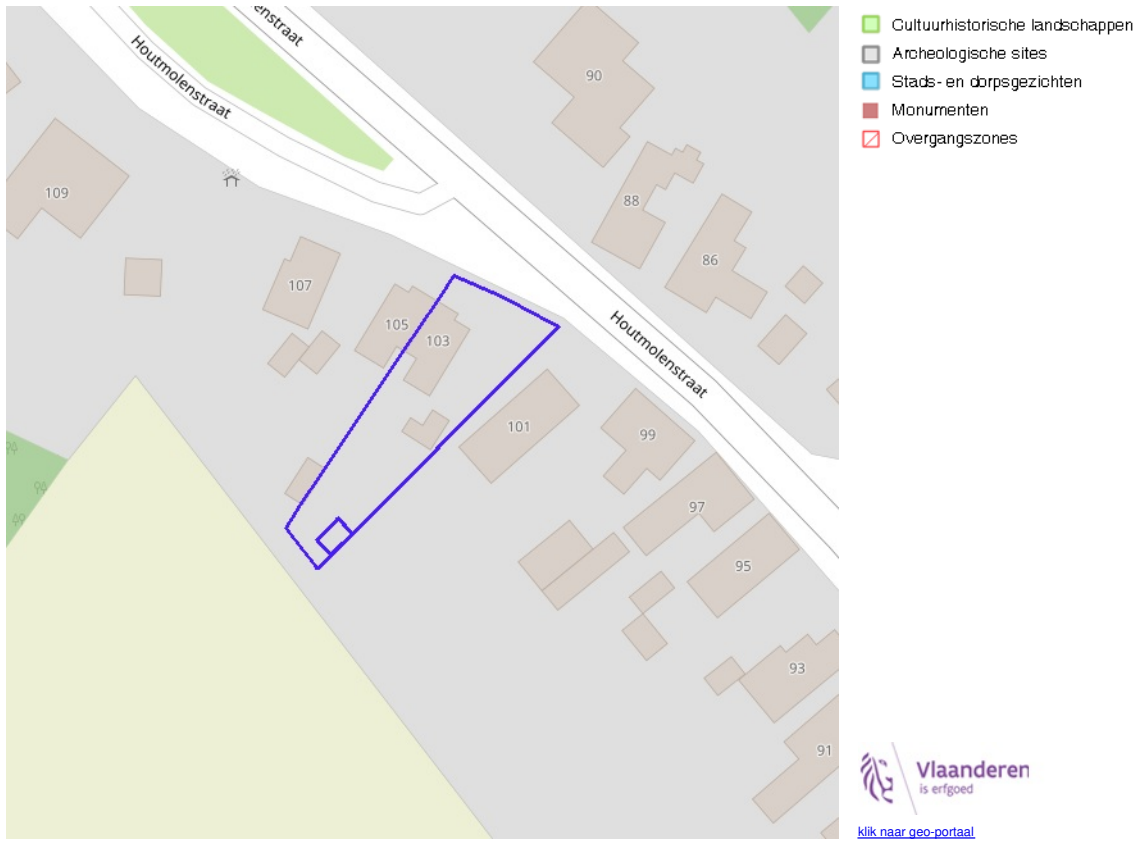 enstraat
Houtmolenstraat
90
109
88
86
107
105
103
Houtmolenstraat
101
99
97
95
93
91
Cultuurhistorische landschappen
Archeologische sites
Stads- en dorpsgezichten
Monumenten
Overgangszones
Vlaanderen
is erfgoed
klik naar geo-portaal